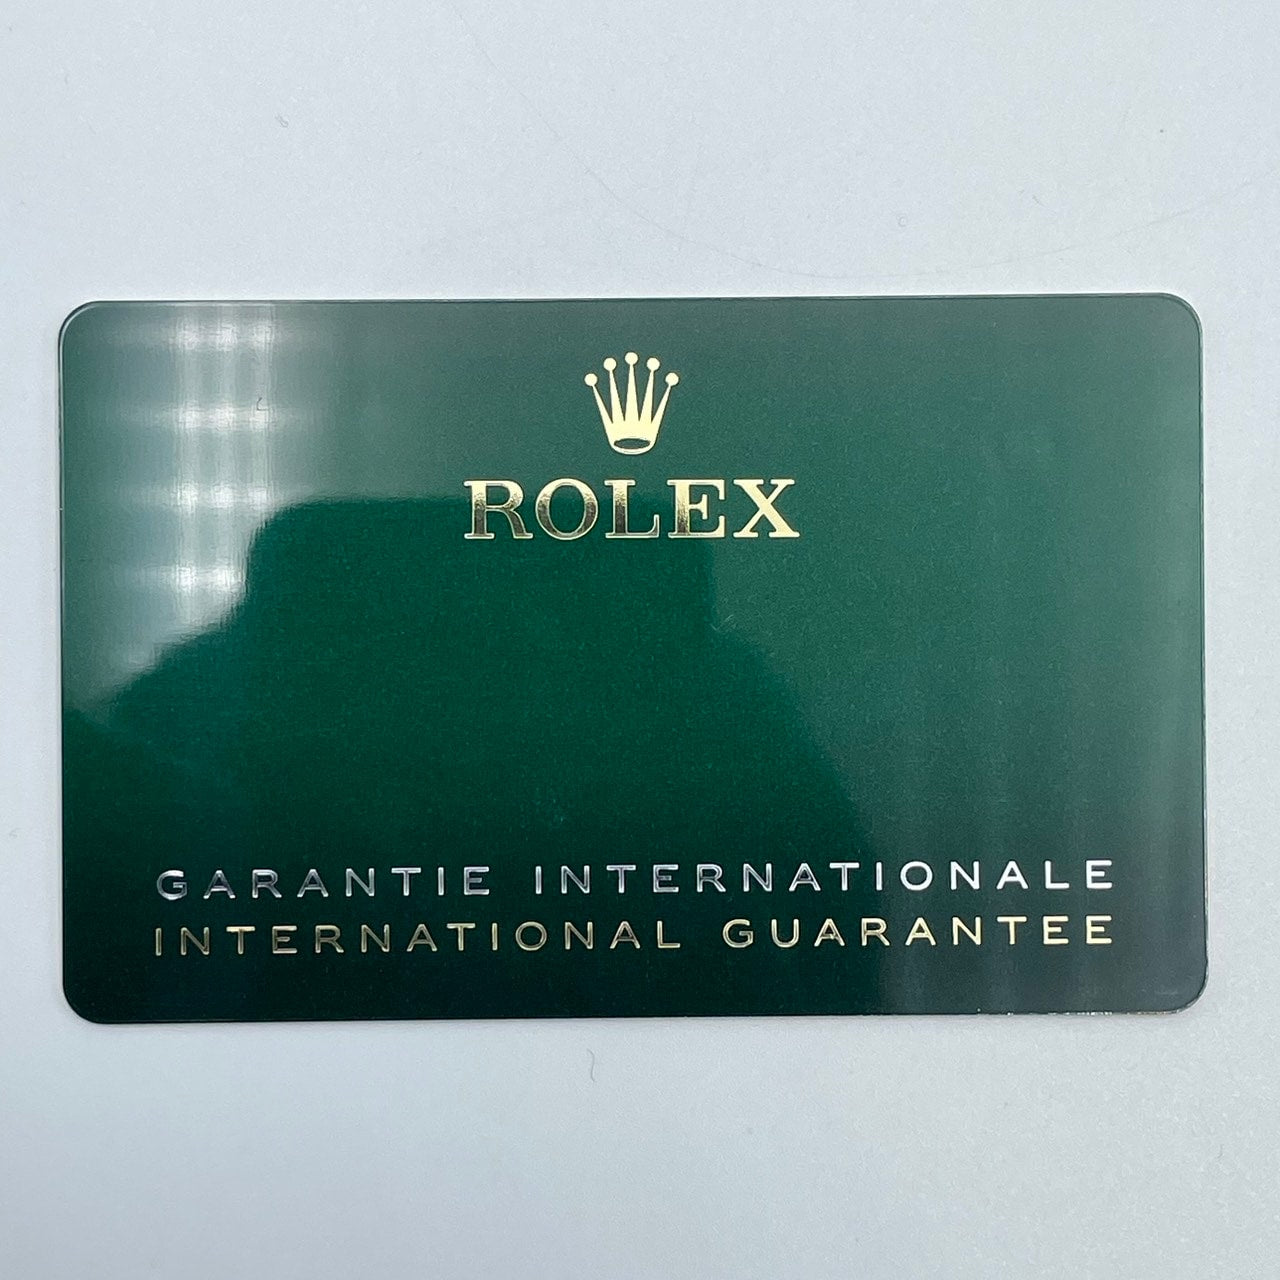 ROLEX
GARANTIE INTERNATIONALE
INTERNATIONAL GUARANTEE